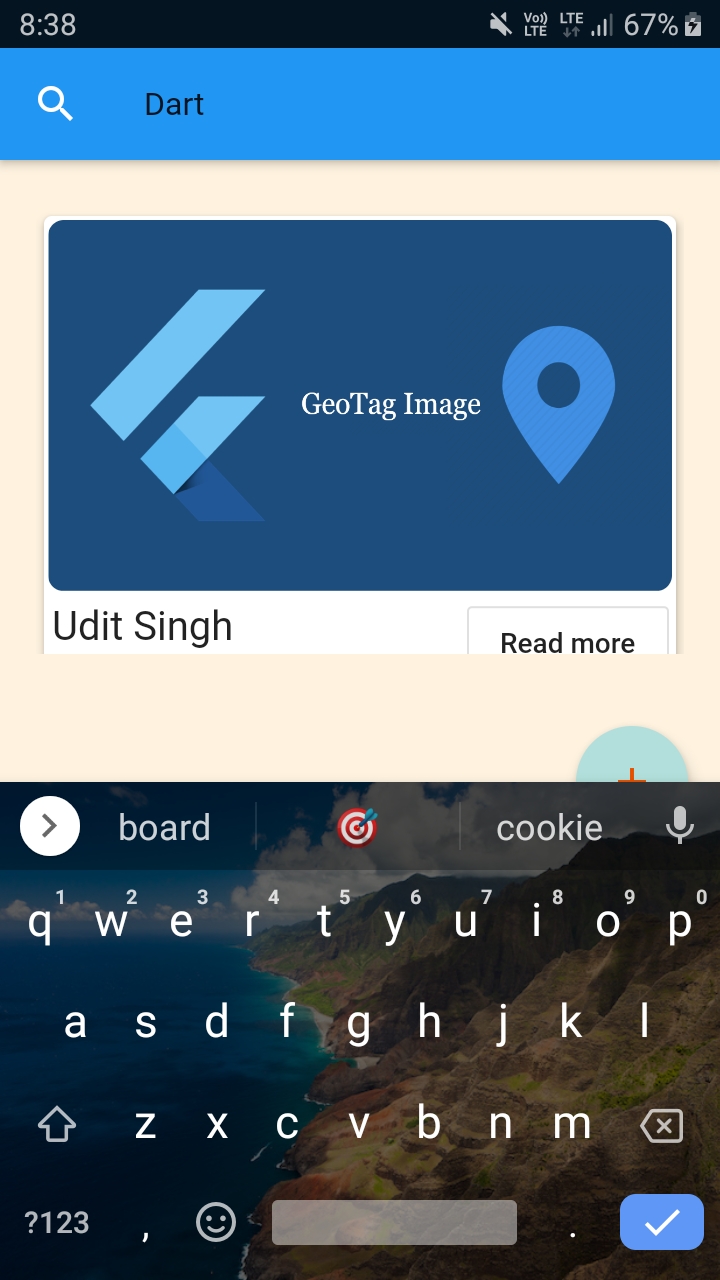 8:38 Vo)) LTE LTE 67%
Dart
GeoTag Image
Udit Singh
Read more
board cookie
1 2 3 4 5 6 7 8 9 0
q w e r t y u i o p
a s d f g h j k l
z x c v b n m
?123 , .